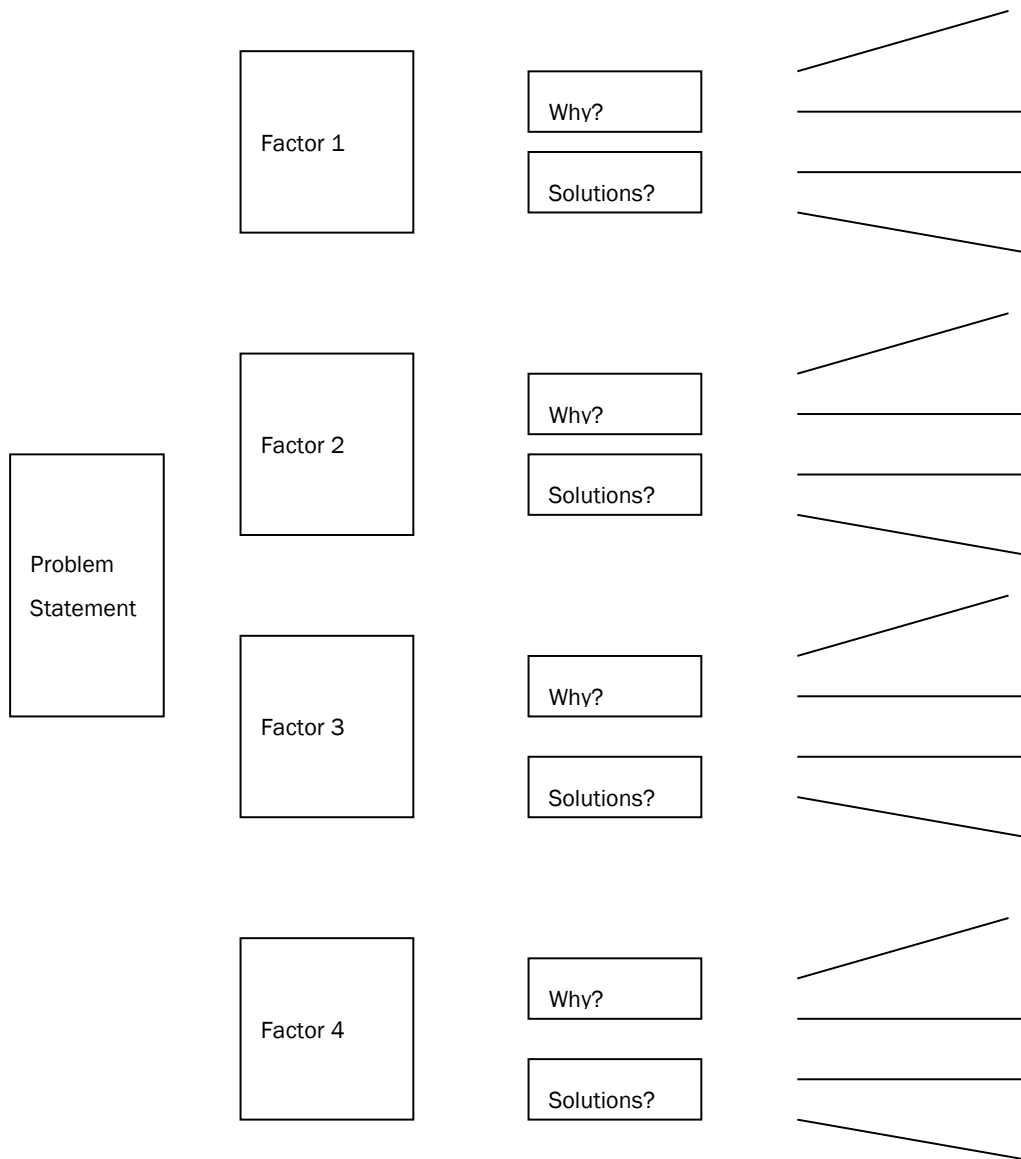 Factor 1
Why?
Solutions?
Factor 2
Why?
Solutions?
Problem
Statement
Factor 3
Why?
Solutions?
Factor 4
Why?
Solutions?